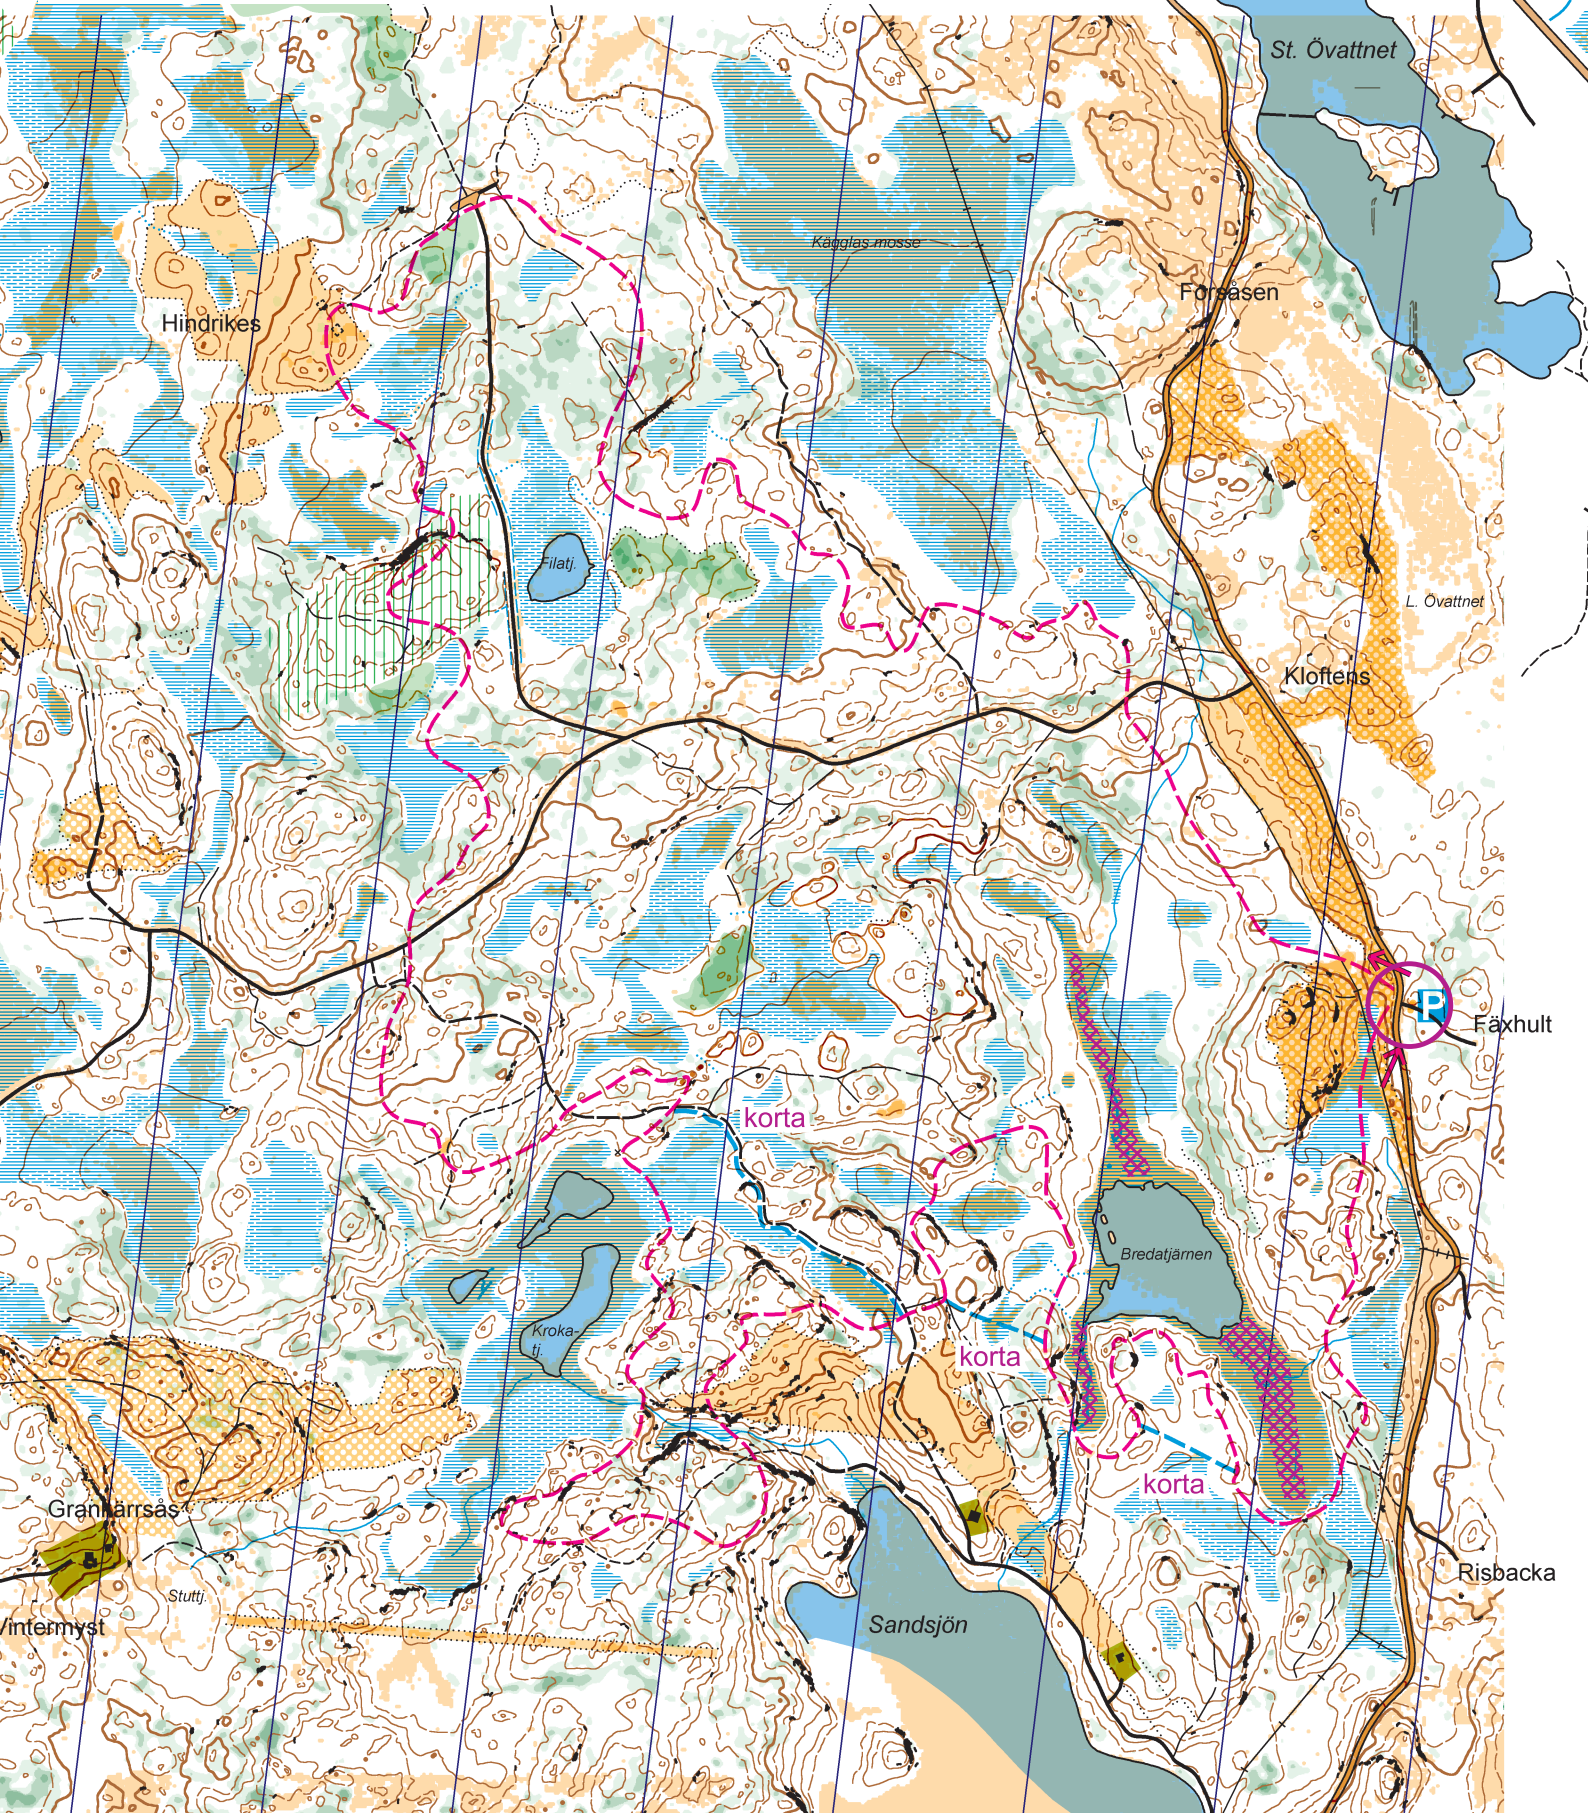 St. Övattnet
Kägglas mosse
Forsåsen
Hindrikes
Filatj.
L. Övattnet
Kloftens
P
Fäxhult
korta
Bredatjärnen
Kroka-
tj.
korta
korta
Grankärrsås
Risbacka
Stuttj.
Vintermyst
Sandsjön